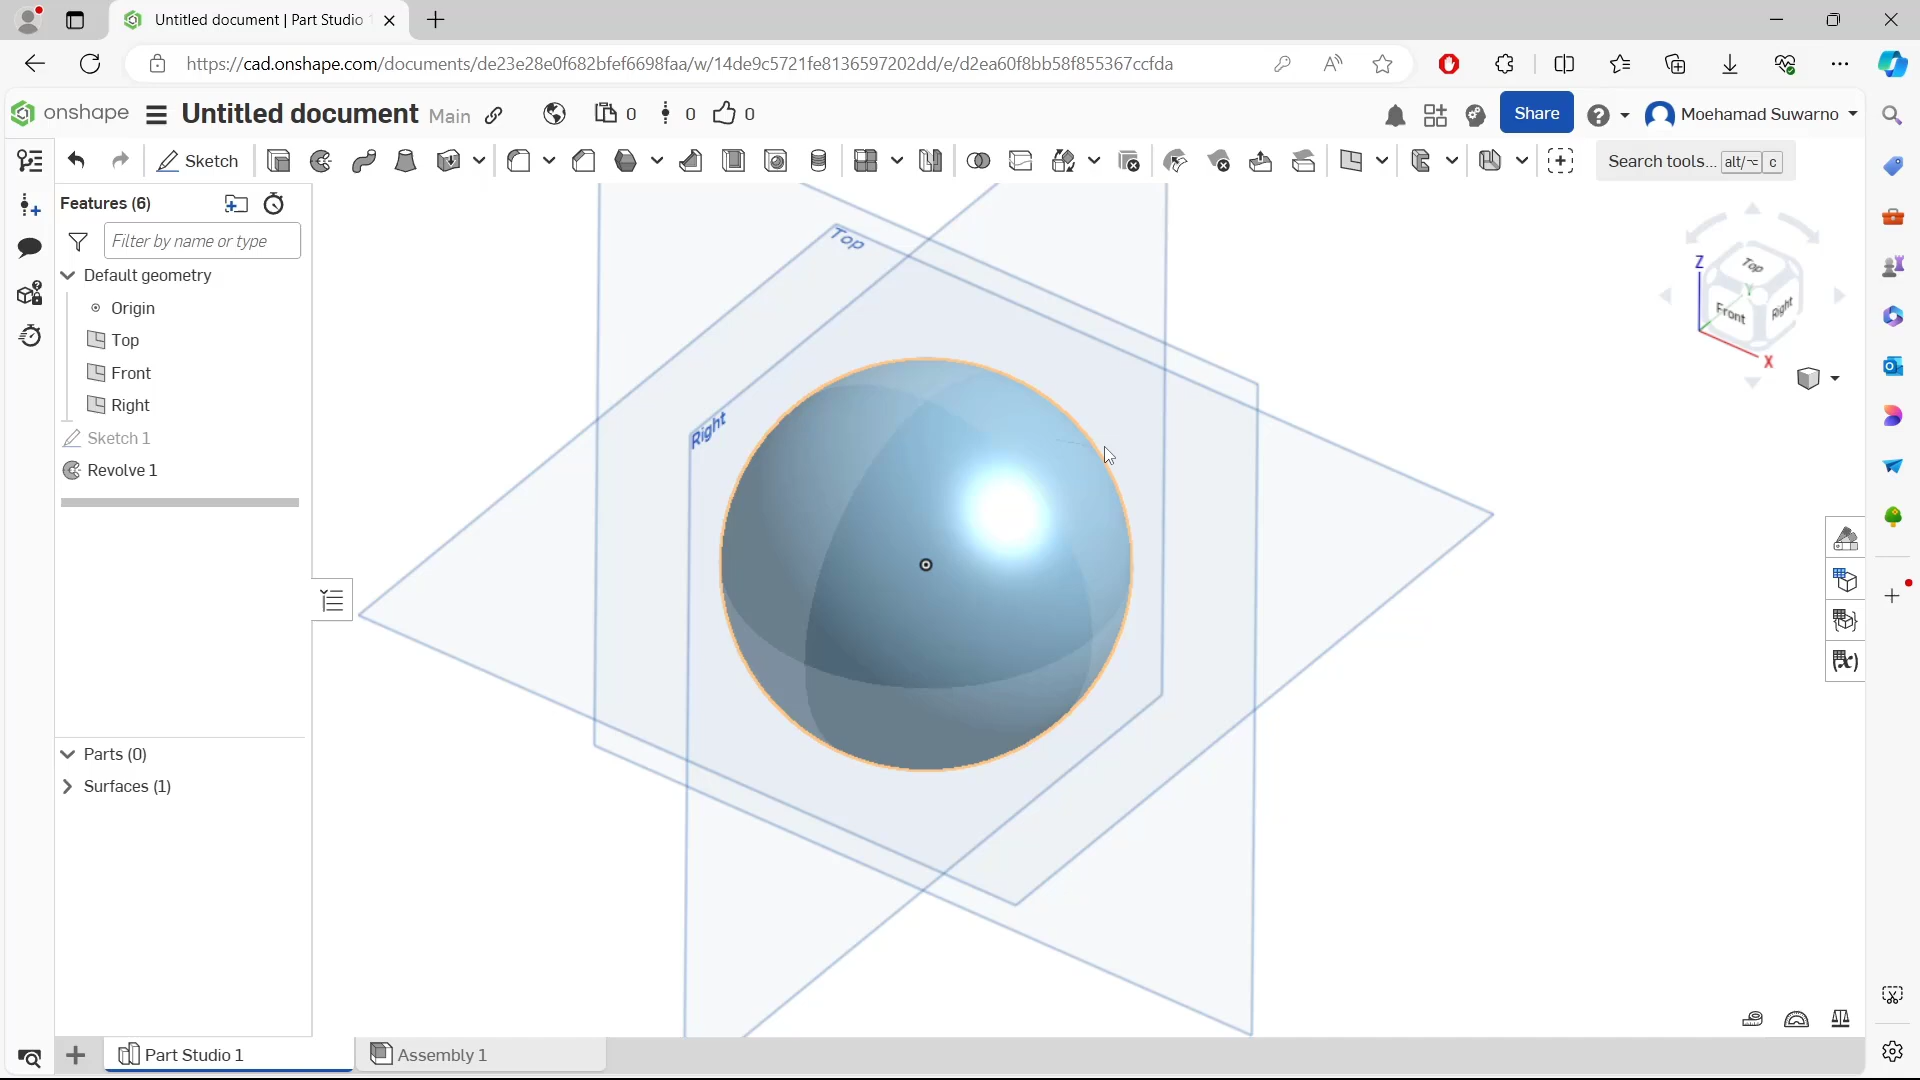 Untitled document | Part Studio 1
https://cad.onshape.com/documents/de23e28e0f682bfef6698faa/w/14de9c5721fe8136597202dd/e/d2ea60f8bb58f855367ccfda
onshape
Untitled document Main
0
0
0
Share
Moehamad Suwarno
Sketch
Search tools... alt/⌥ c
Features (6)
Filter by name or type
Default geometry
Origin
Top
Front
Right
Sketch 1
Revolve 1
Parts (0)
Surfaces (1)
Top
Right
Z
Top
Y
Front
Right
X
(x)
Part Studio 1
Assembly 1